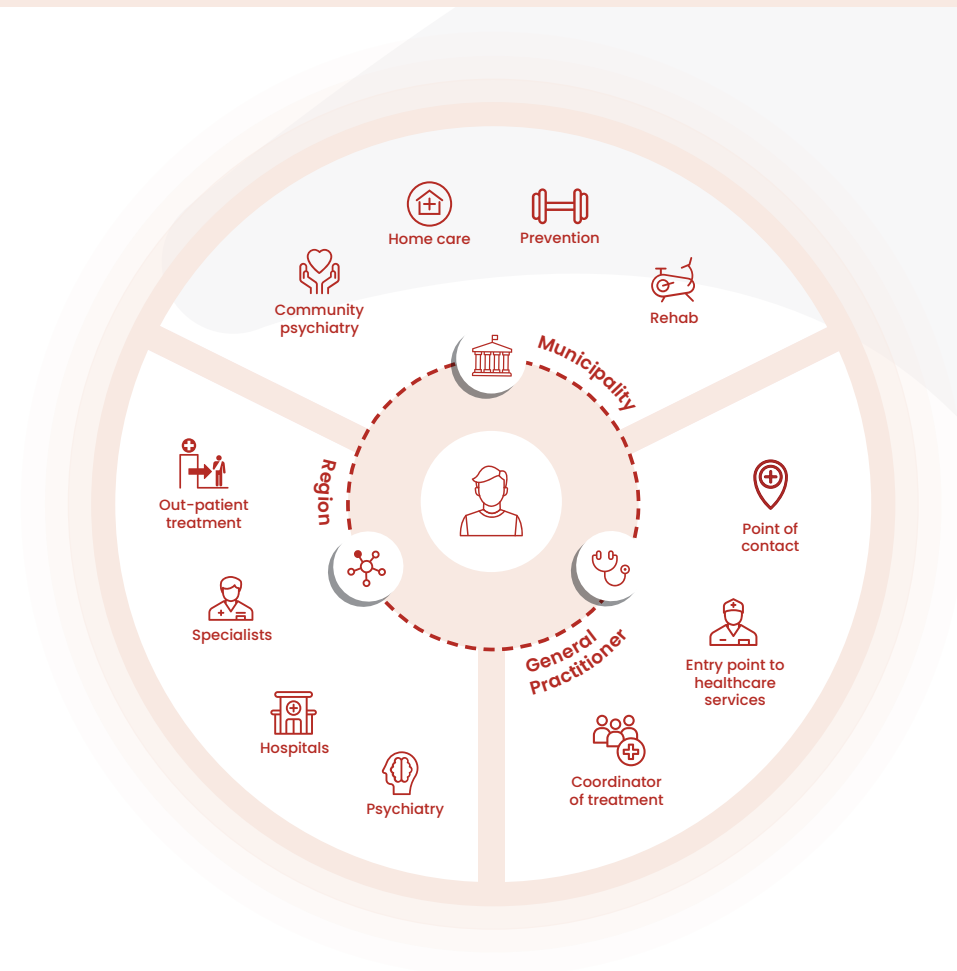 Home care
Prevention
Community
psychiatry
Rehab
Municipality
Region
Out-patient
treatment
Point of
contact
Specialists
General
Practitioner
Entry point to
healthcare
services
Hospitals
Psychiatry
Coordinator
of treatment